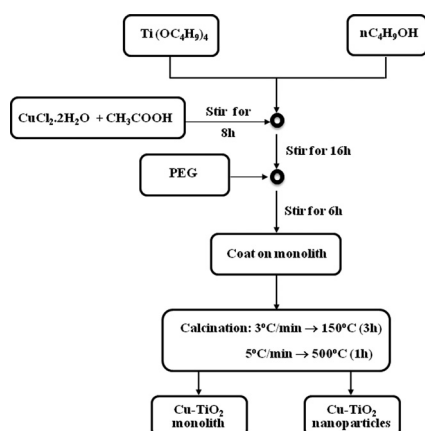 Ti (OC₄H₉)₄
nC₄H₉OH
CuCl₂.2H₂O + CH₃COOH
Stir for
8h
Stir for 16h
PEG
Stir for 6h
Coat on monolith
Calcination: 3°C/min → 150°C (3h)
5°C/min → 500°C (1h)
Cu-TiO₂
monolith
Cu-TiO₂
nanoparticles